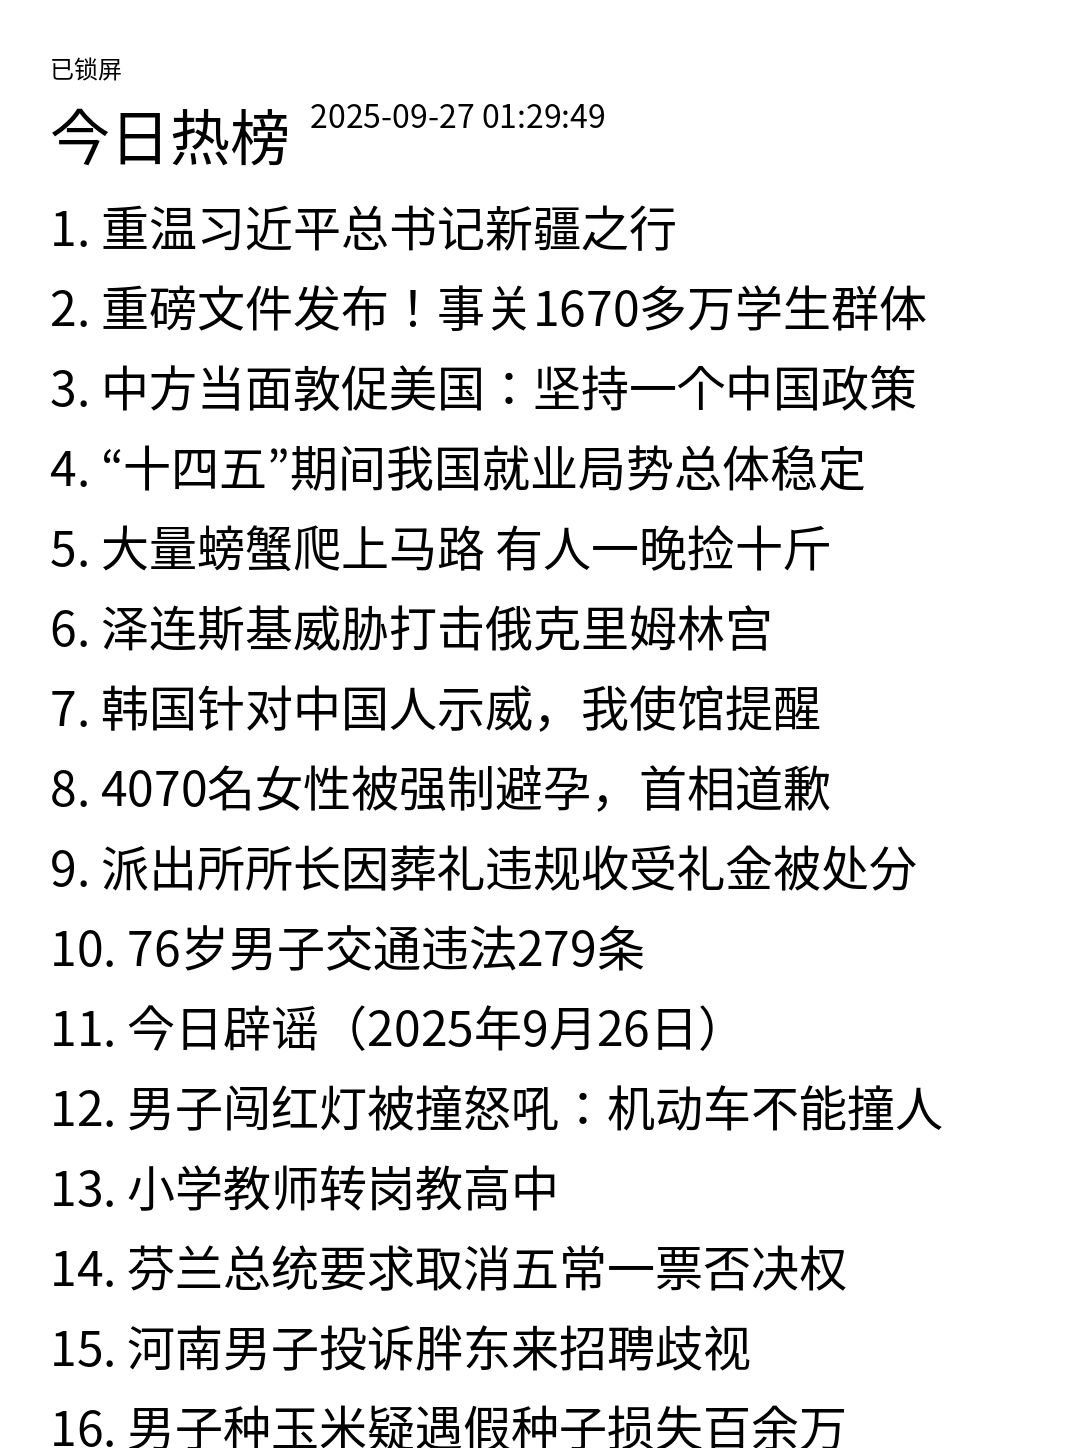 已锁屏
今日热榜 2025-09-27 01:29:49
1. 重温习近平总书记新疆之行
2. 重磅文件发布！事关1670多万学生群体
3. 中方当面敦促美国：坚持一个中国政策
4. “十四五”期间我国就业局势总体稳定
5. 大量螃蟹爬上马路 有人一晚捡十斤
6. 泽连斯基威胁打击俄克里姆林宫
7. 韩国针对中国人示威，我使馆提醒
8. 4070名女性被强制避孕，首相道歉
9. 派出所所长因葬礼违规收受礼金被处分
10. 76岁男子交通违法279条
11. 今日辟谣（2025年9月26日）
12. 男子闯红灯被撞怒吼：机动车不能撞人
13. 小学教师转岗教高中
14. 芬兰总统要求取消五常一票否决权
15. 河南男子投诉胖东来招聘歧视
16. 男子种玉米疑遇假种子损失百余万